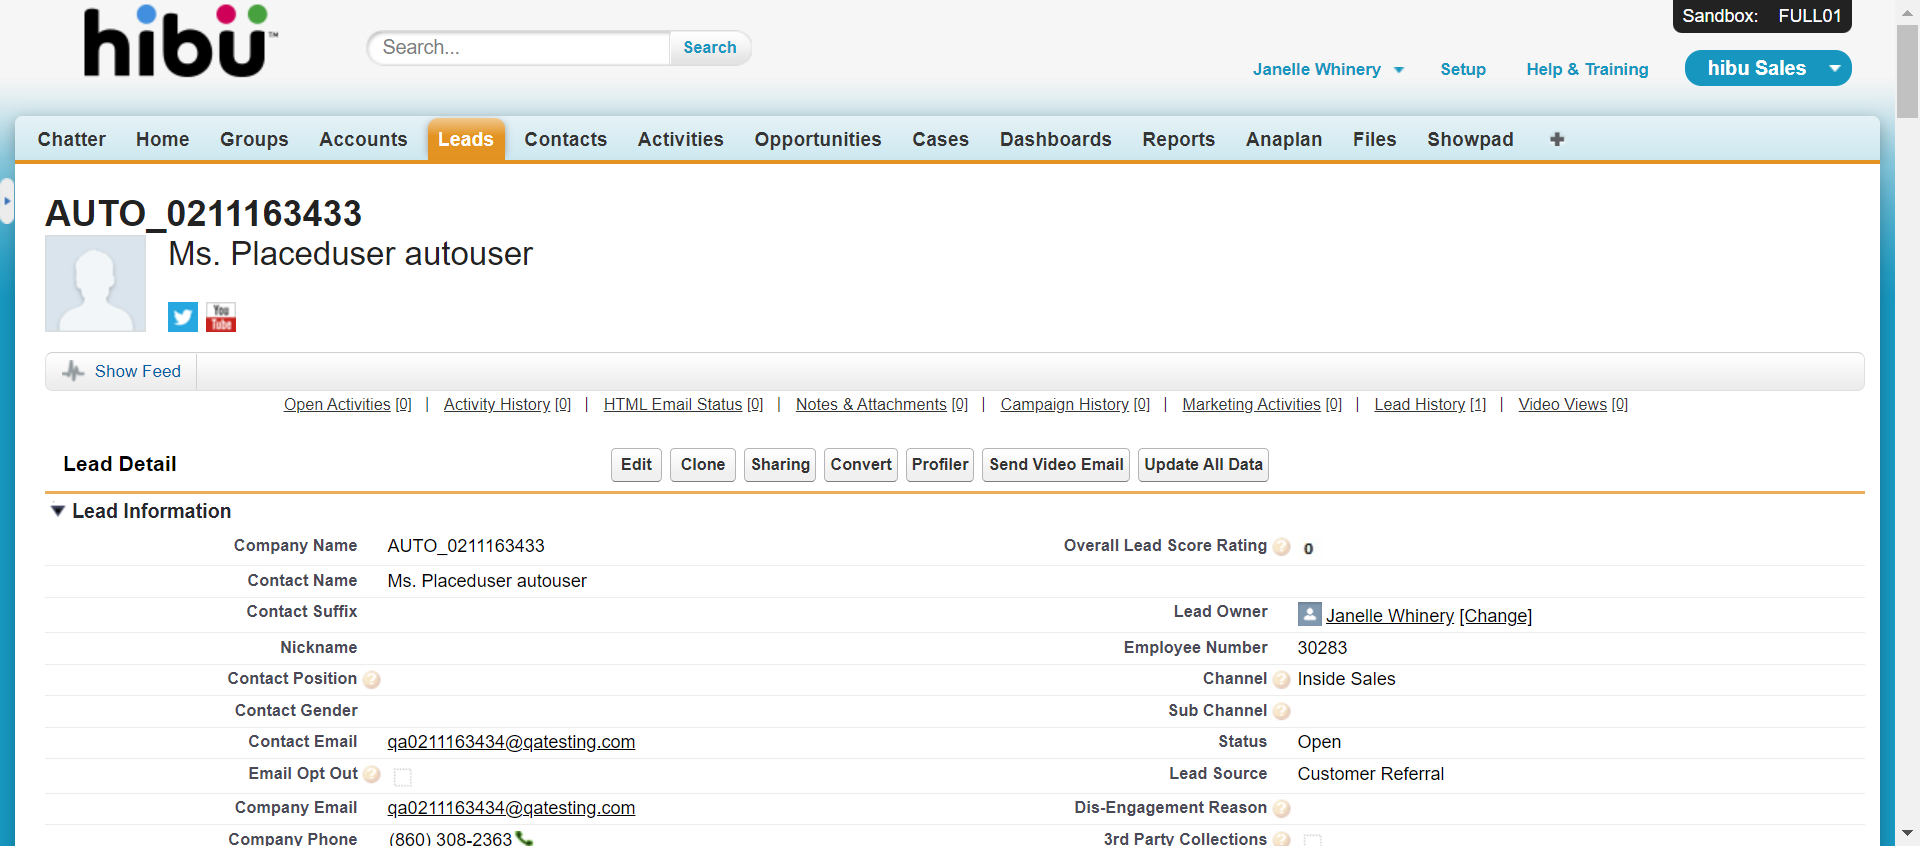 Sandbox: FULL01
hibü™
Search...
Search
Janelle Whinery
Setup
Help & Training
hibu Sales
Chatter Home Groups Accounts Leads Contacts Activities Opportunities Cases Dashboards Reports Anaplan Files Showpad
AUTO_0211163433
Ms. Placeduser autouser
You
Tube
Show Feed
Open Activities [0] | Activity History [0] | HTML Email Status [0] | Notes & Attachments [0] | Campaign History [0] | Marketing Activities [0] | Lead History [1] | Video Views [0]
Lead Detail
Edit Clone Sharing Convert Profiler Send Video Email Update All Data
Lead Information
Company Name AUTO_0211163433
Overall Lead Score Rating ? 0
Contact Name Ms. Placeduser autouser
Contact Suffix
Lead Owner Janelle Whinery [Change]
Nickname
Employee Number 30283
Contact Position ?
Channel ? Inside Sales
Contact Gender
Sub Channel ?
Contact Email qa0211163434@qatesting.com
Status Open
Email Opt Out ?
Lead Source Customer Referral
Company Email qa0211163434@qatesting.com
Dis-Engagement Reason ?
Company Phone (860) 308-2363
3rd Party Collections ?